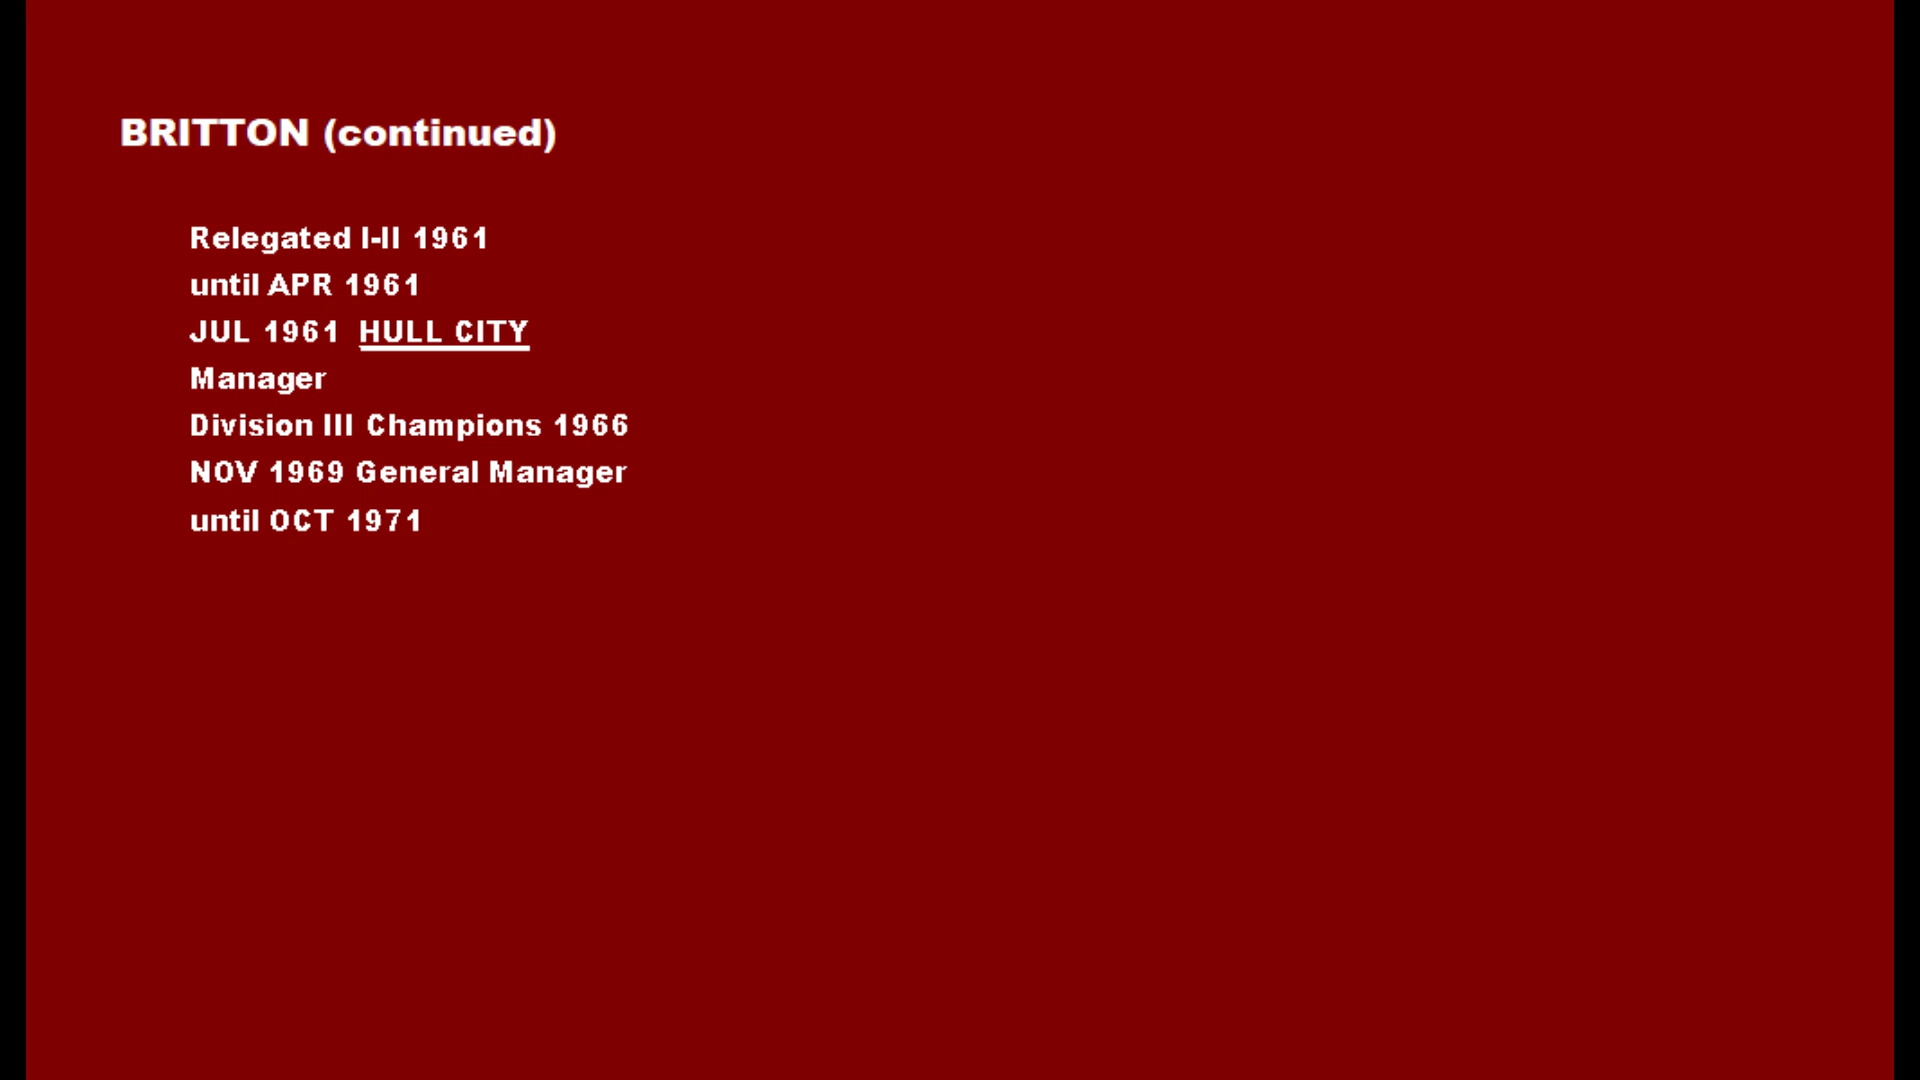 BRITTON (continued)
Relegated I-II 1961
until APR 1961
JUL 1961 HULL CITY
Manager
Division III Champions 1966
NOV 1969 General Manager
until OCT 1971